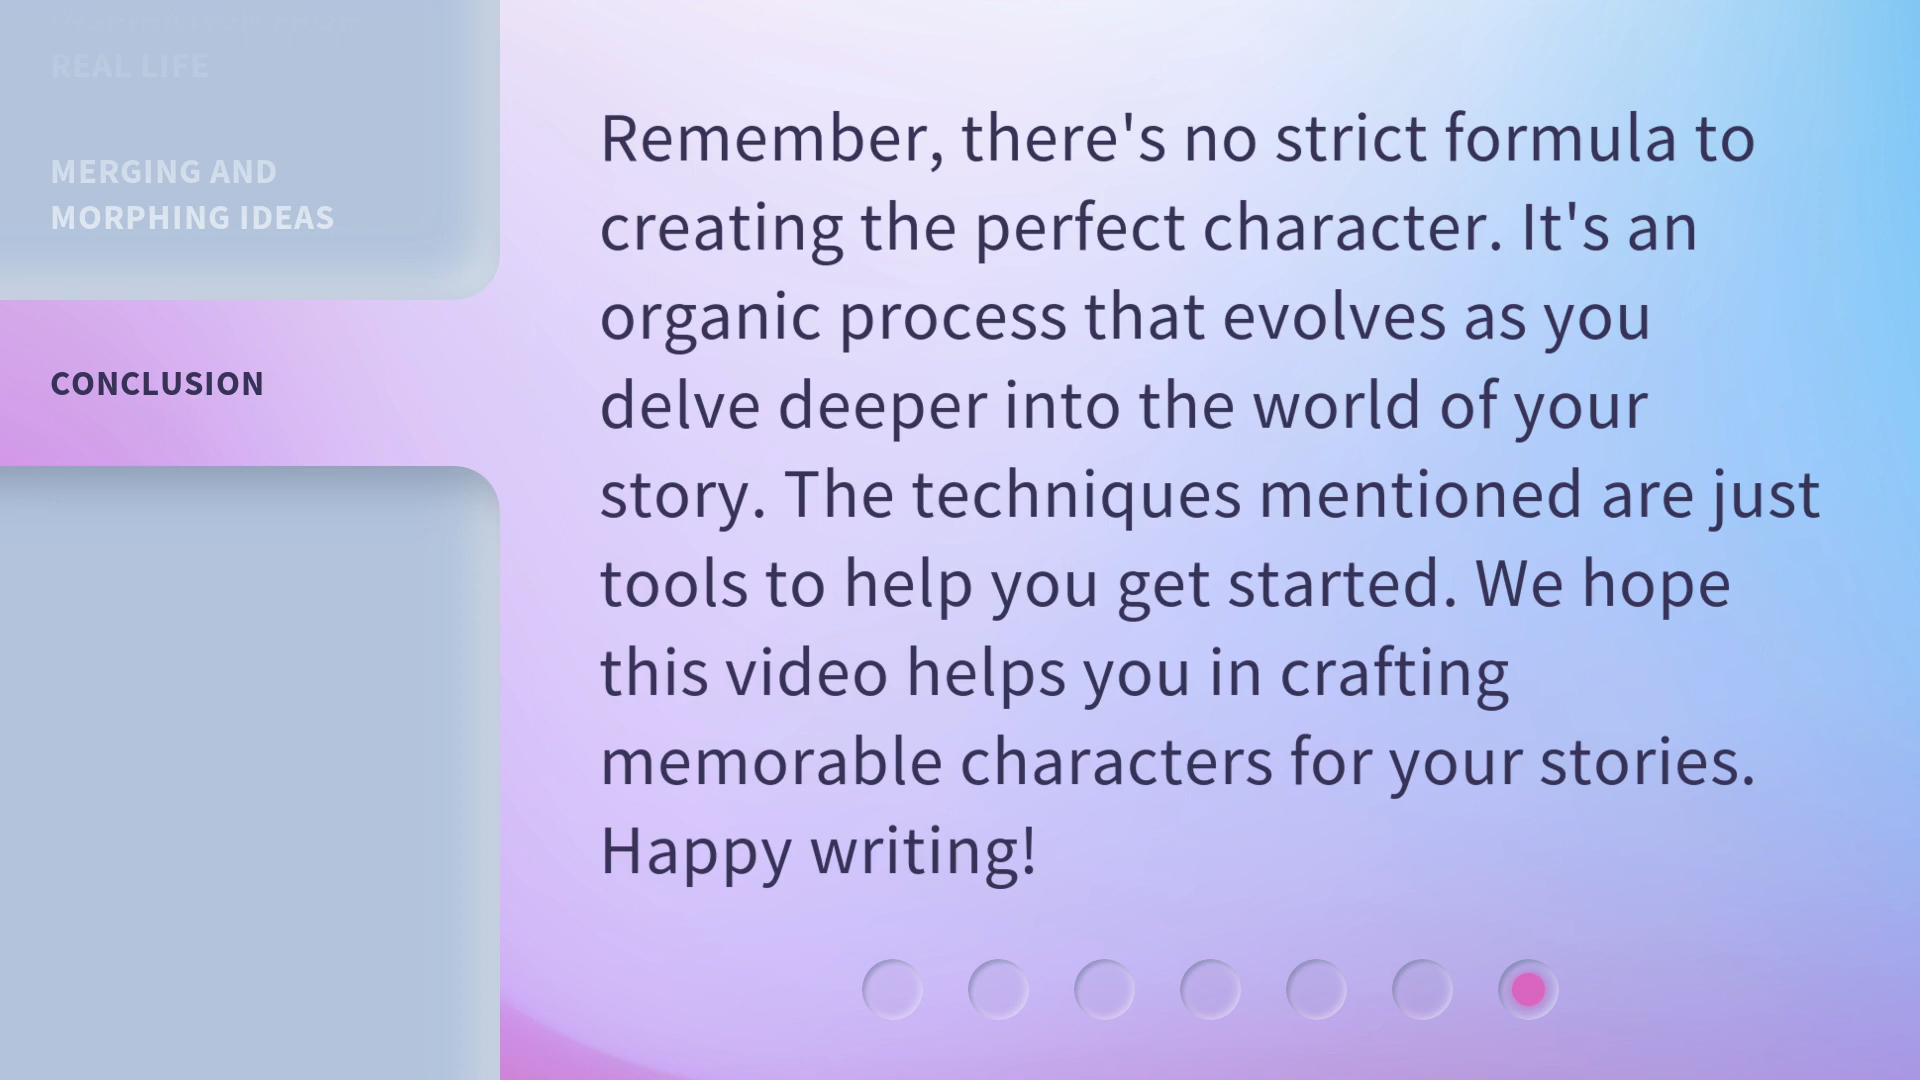 REAL LIFE
MERGING AND
MORPHING IDEAS
CONCLUSION
Remember, there's no strict formula to
creating the perfect character. It's an
organic process that evolves as you
delve deeper into the world of your
story. The techniques mentioned are just
tools to help you get started. We hope
this video helps you in crafting
memorable characters for your stories.
Happy writing!